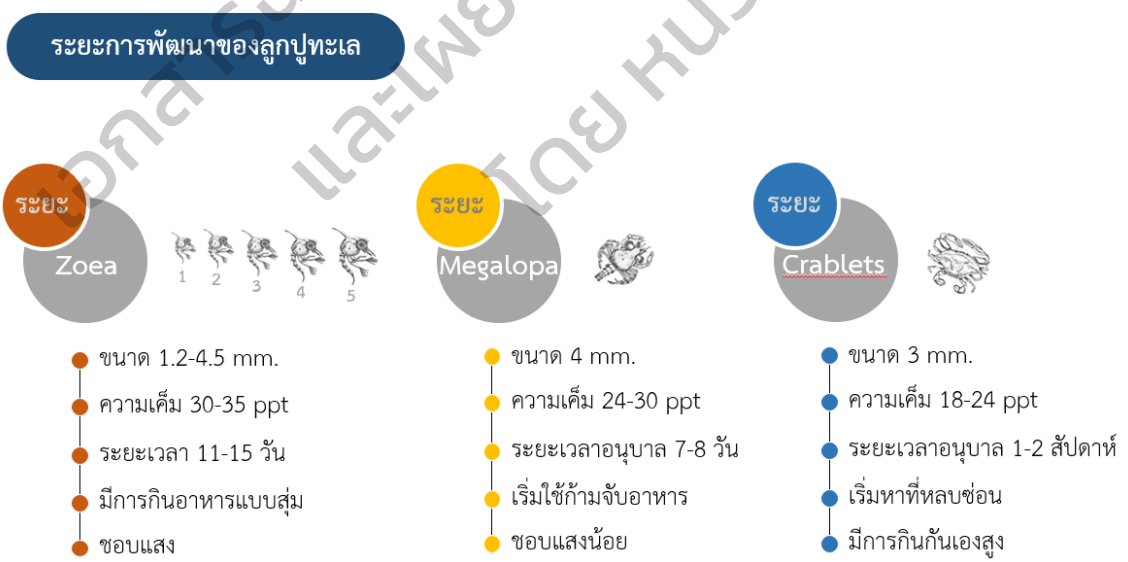 ระยะการพัฒนาของลูกปูทะเล
ระยะ
Zoea
1 2 3 4 5
ขนาด 1.2-4.5 mm.
ความเค็ม 30-35 ppt
ระยะเวลา 11-15 วัน
มีการกินอาหารแบบสุ่ม
ชอบแสง
ระยะ
Megalopa
ขนาด 4 mm.
ความเค็ม 24-30 ppt
ระยะเวลาอนุบาล 7-8 วัน
เริ่มใช้ก้ามจับอาหาร
ชอบแสงน้อย
ระยะ
Crablets
ขนาด 3 mm.
ความเค็ม 18-24 ppt
ระยะเวลาอนุบาล 1-2 สัปดาห์
เริ่มหาที่หลบซ่อน
มีการกินกันเองสูง
และเผย
โดย หน